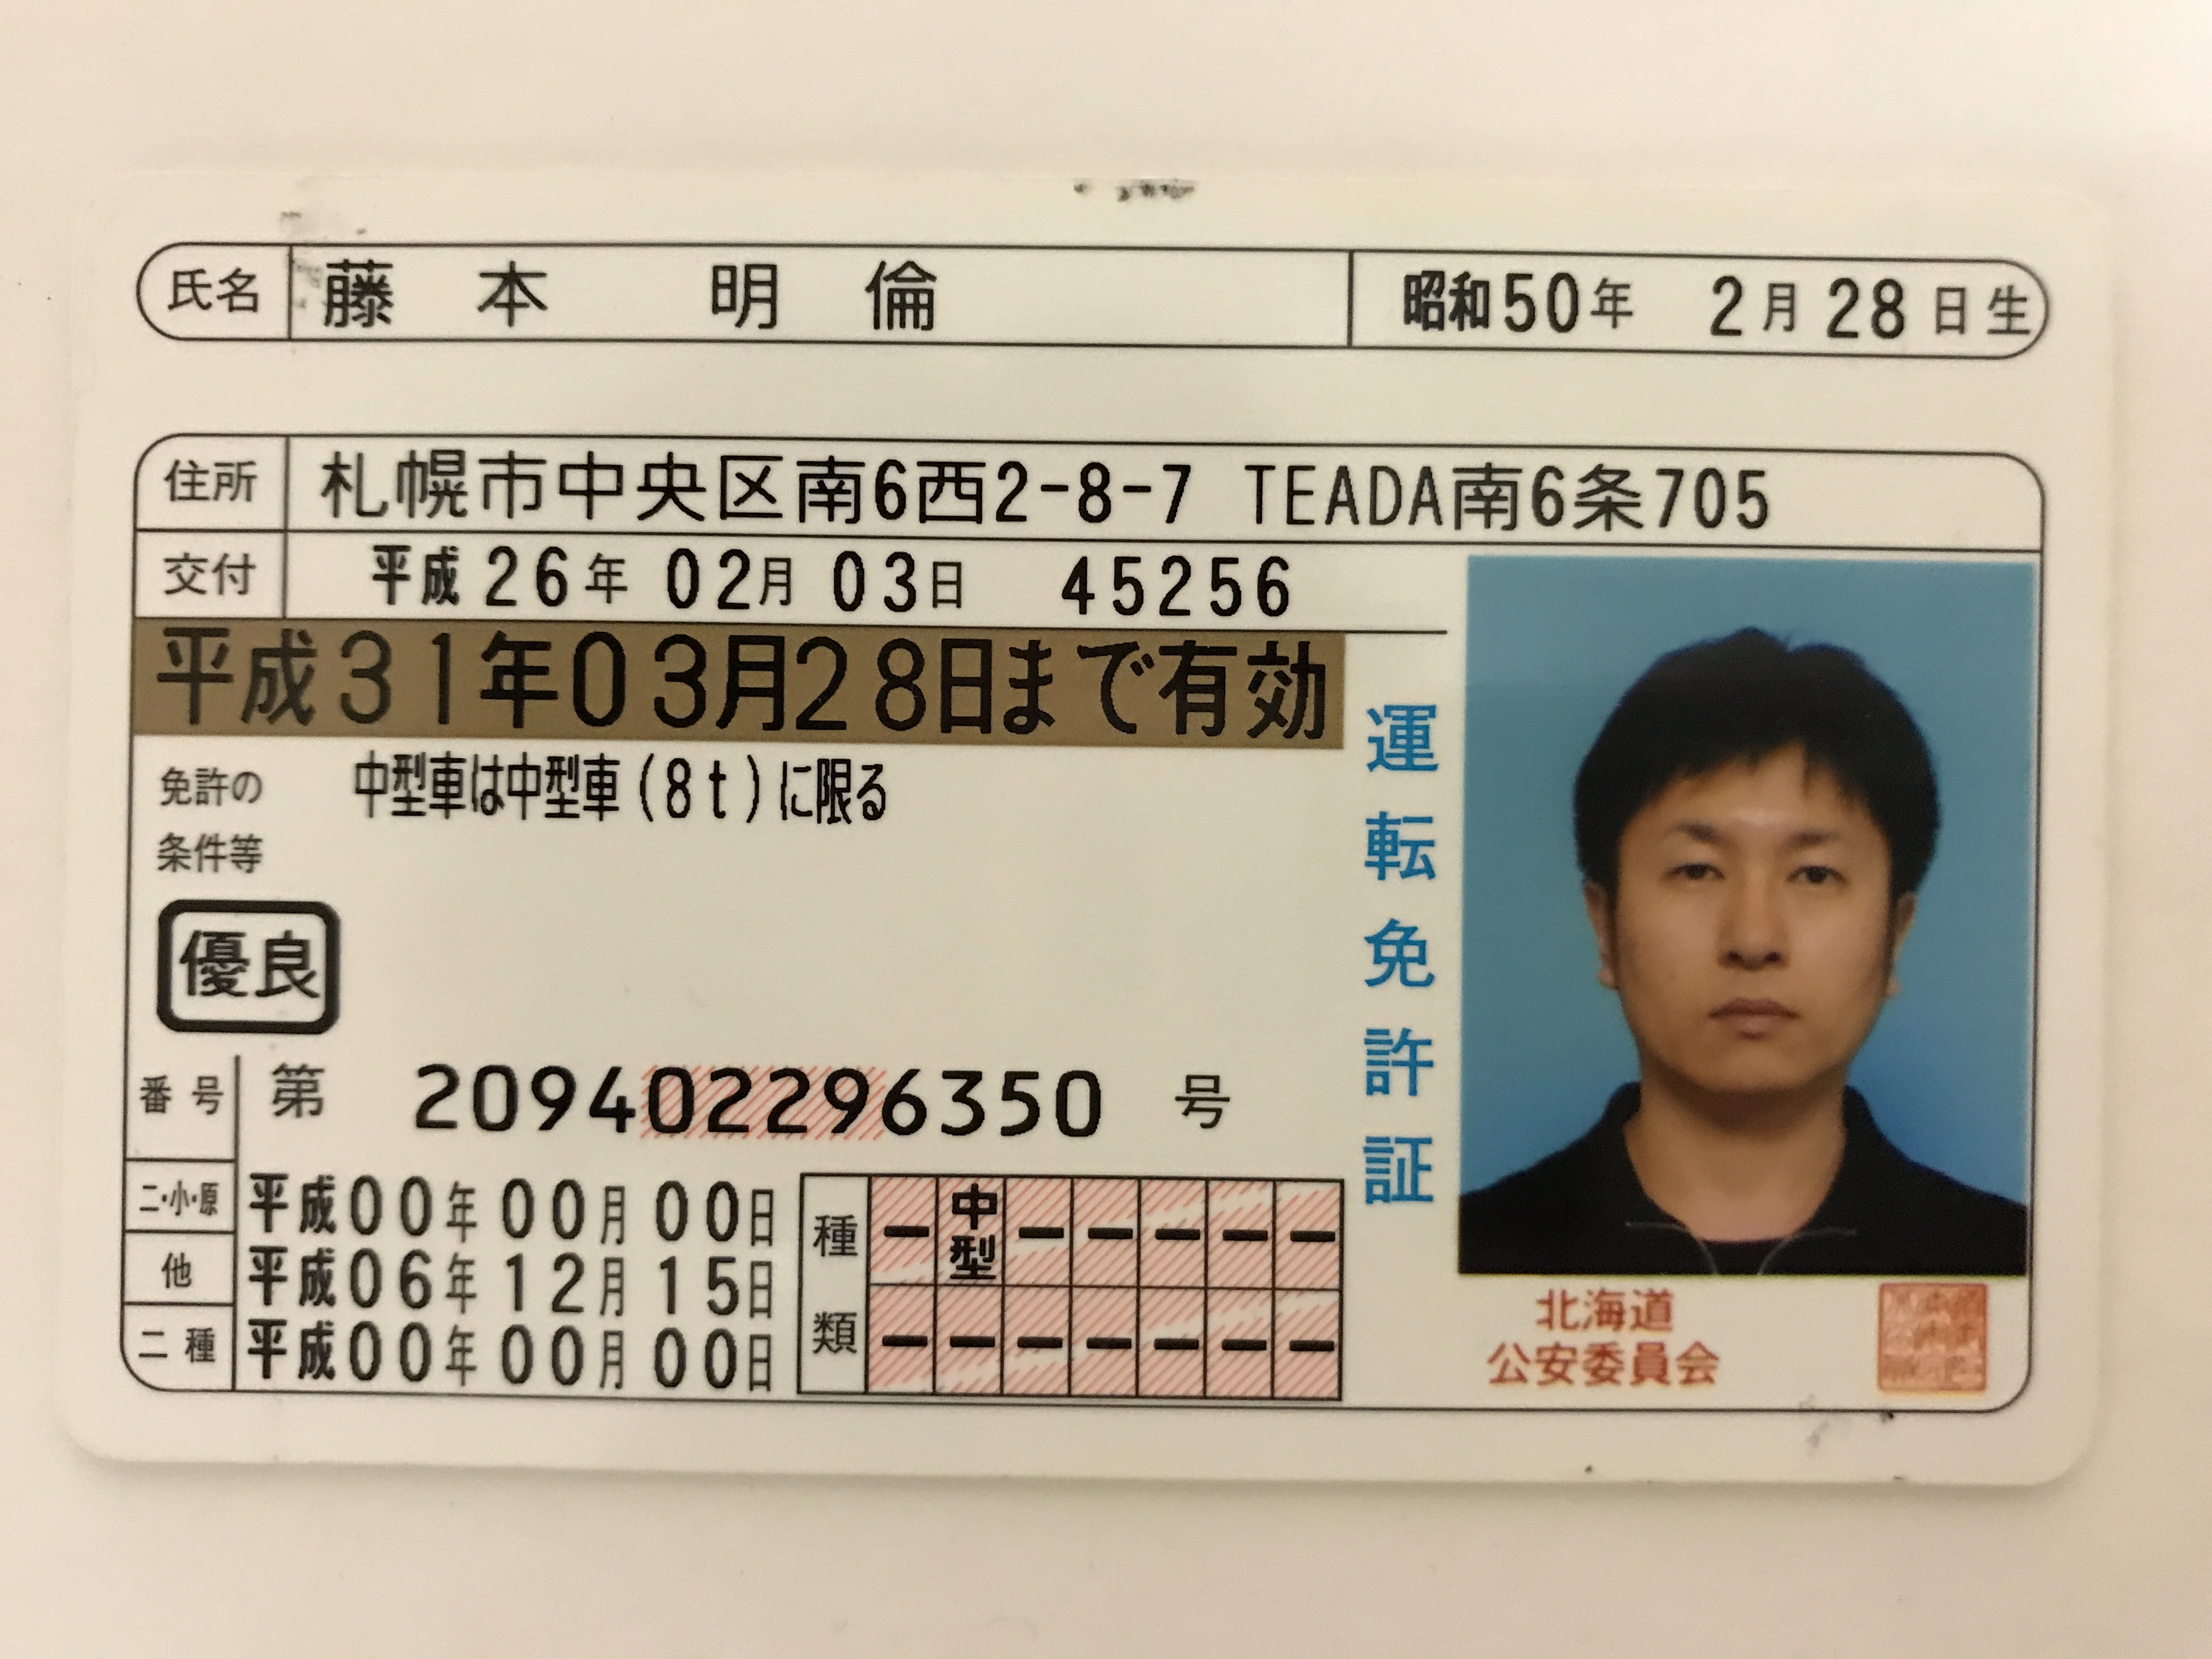 氏名 藤本 明倫 昭和50年 2月28日生
住所 札幌市中央区南6西2-8-7 TEADA南6条705
交付 平成26年02月03日 45256
平成31年03月28日まで有効
免許の
条件等
中型車は中型車(8t)に限る
優良
番号 第 209402296350 号
二・小・原 平成00年00月00日
他 平成06年12月15日
二種 平成00年00月00日
種類
中型
運転免許証
北海道
公安委員会